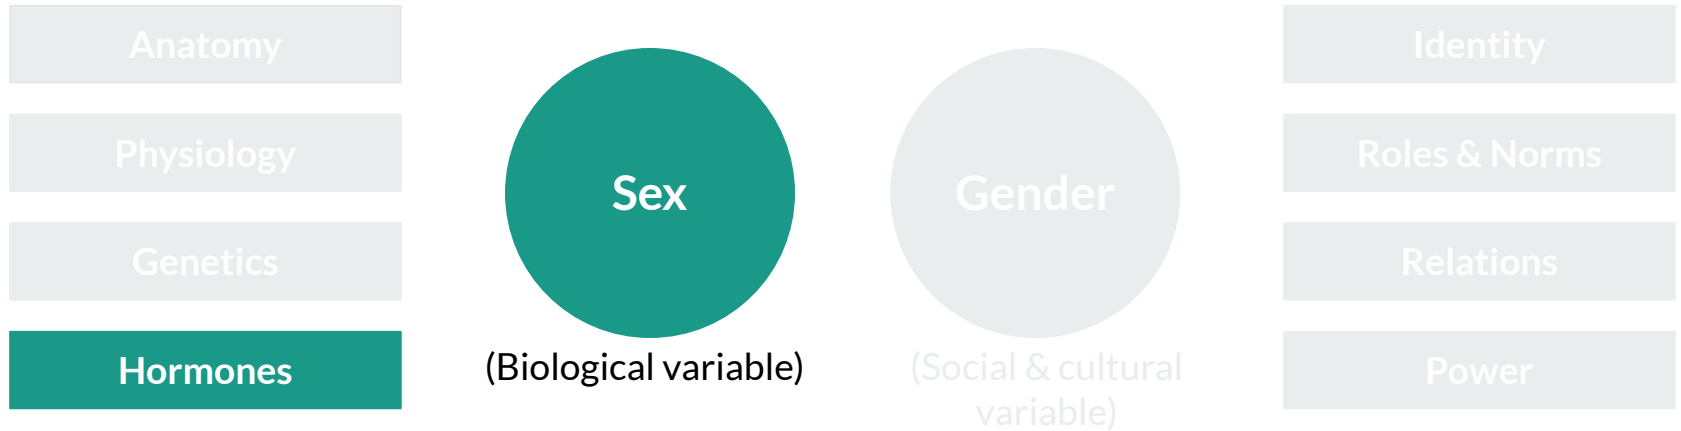 Anatomy
Physiology
Genetics
Hormones
Sex
(Biological variable)
Gender
(Social & cultural
variable)
Identity
Roles & Norms
Relations
Power